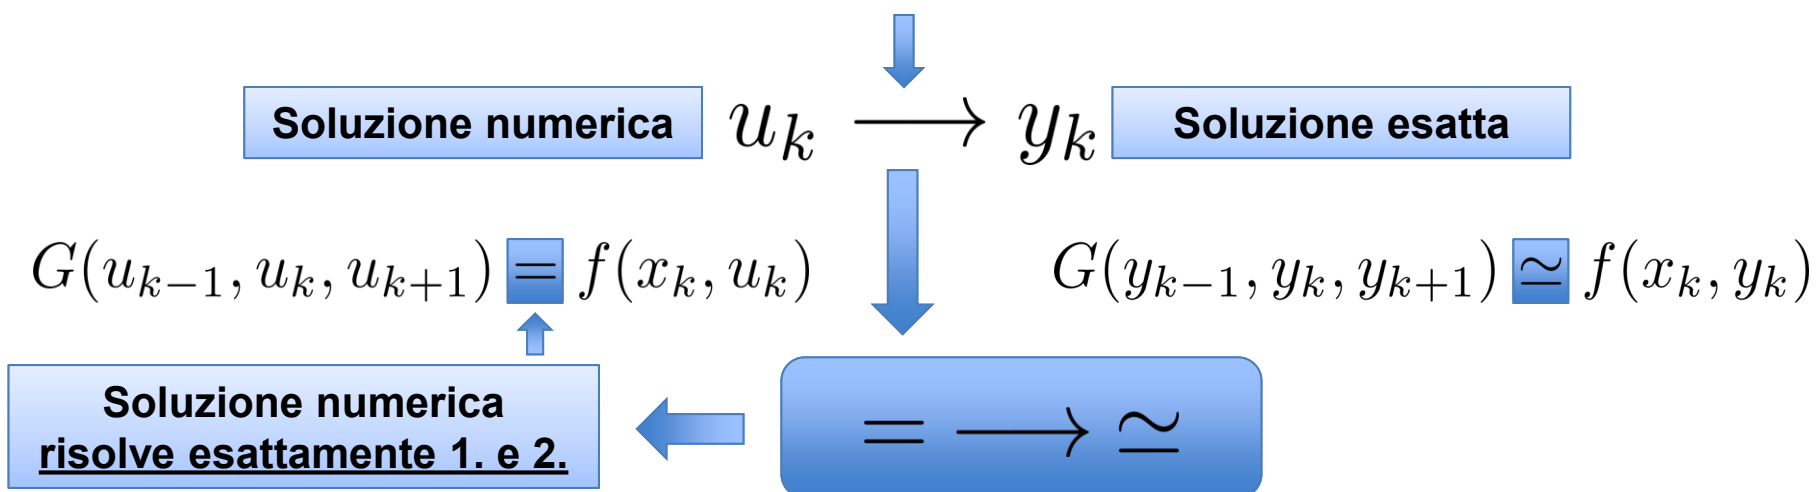 Soluzione numerica u_k ⟶ y_k Soluzione esatta
G(u_{k−1}, u_k, u_{k+1}) = f(x_k, u_k) G(y_{k−1}, y_k, y_{k+1}) ≃ f(x_k, y_k)
Soluzione numerica
risolve esattamente 1. e 2.
= ⟶ ≃